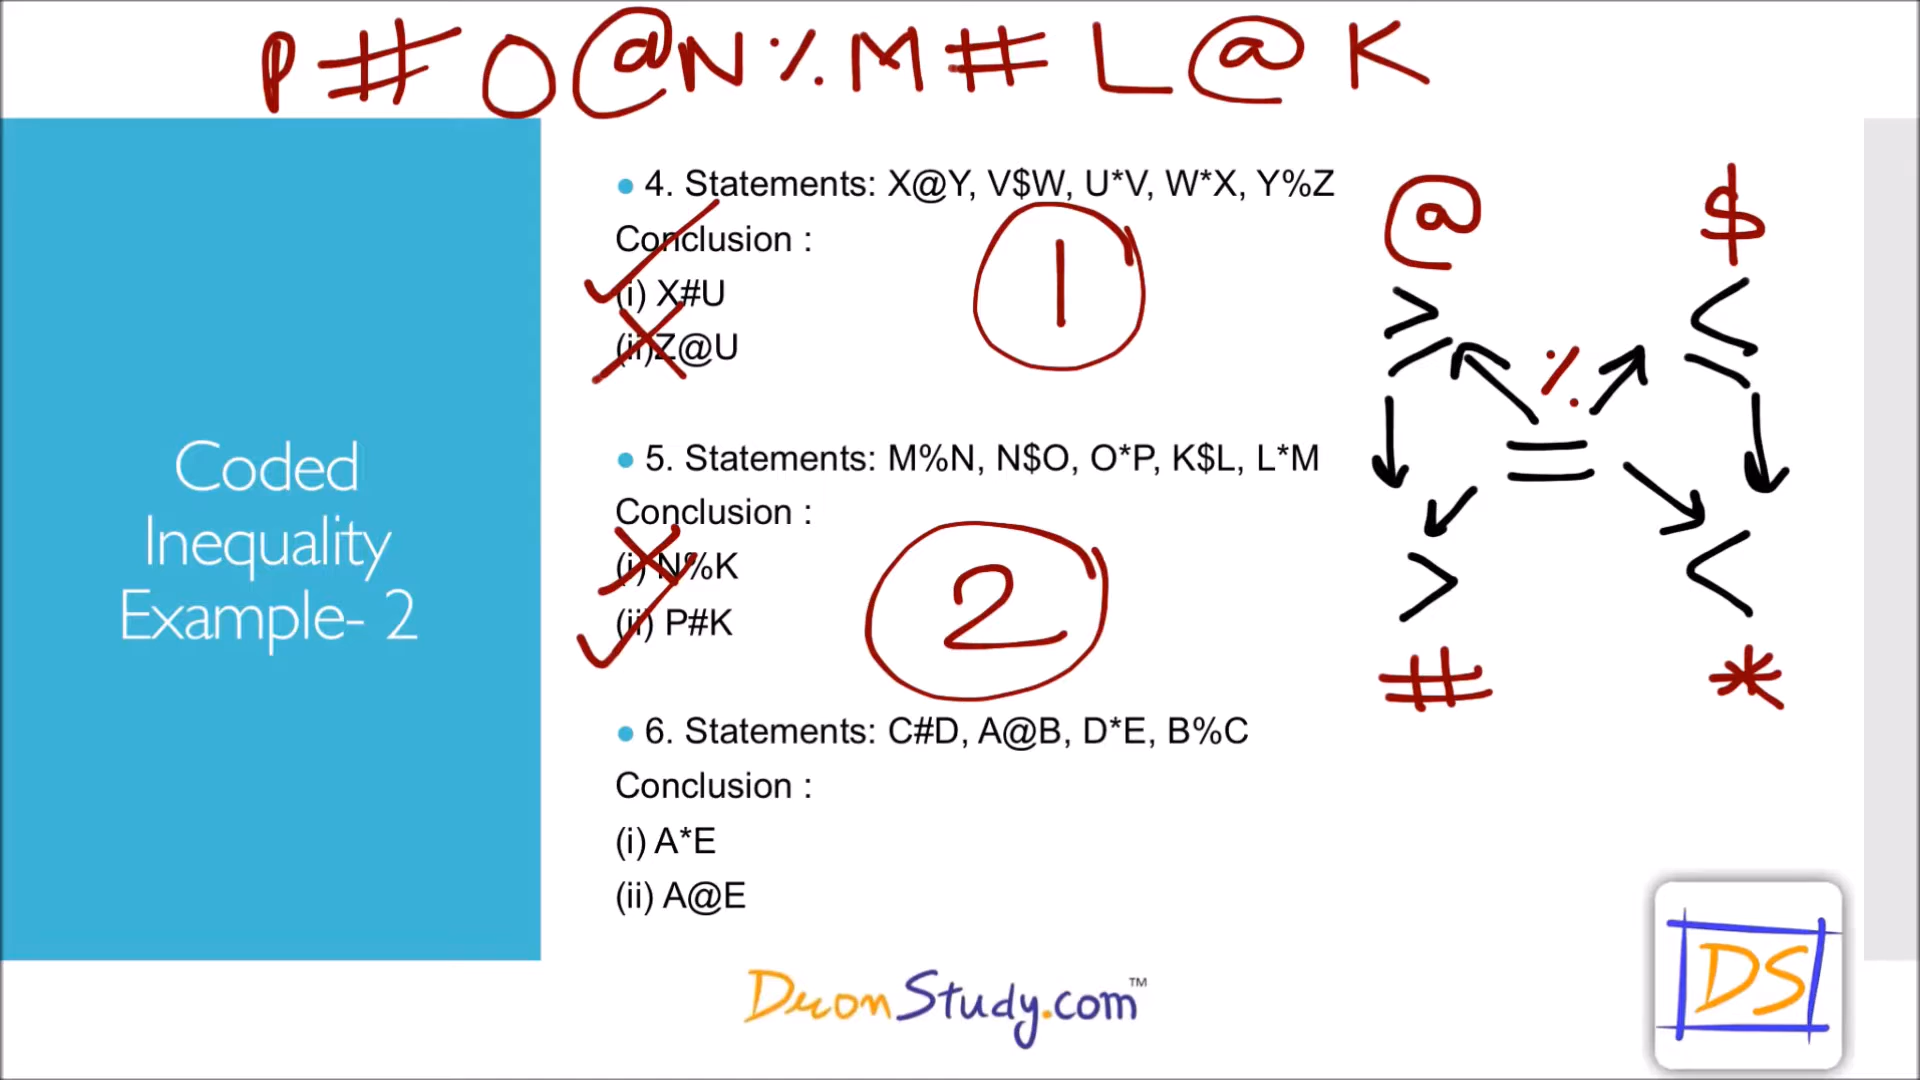 P # O @ N % M # L @ K
Coded
Inequality
Example- 2
4. Statements: X@Y, V$W, U*V, W*X, Y%Z
Conclusion :
(i) X#U
(ii)Z@U
1
5. Statements: M%N, N$O, O*P, K$L, L*M
Conclusion :
(i) N%K
(ii) P#K
2
6. Statements: C#D, A@B, D*E, B%C
Conclusion :
(i) A*E
(ii) A@E
@ $
≥ ≤
%
=
> <
# *
DronStudy.com™
DS